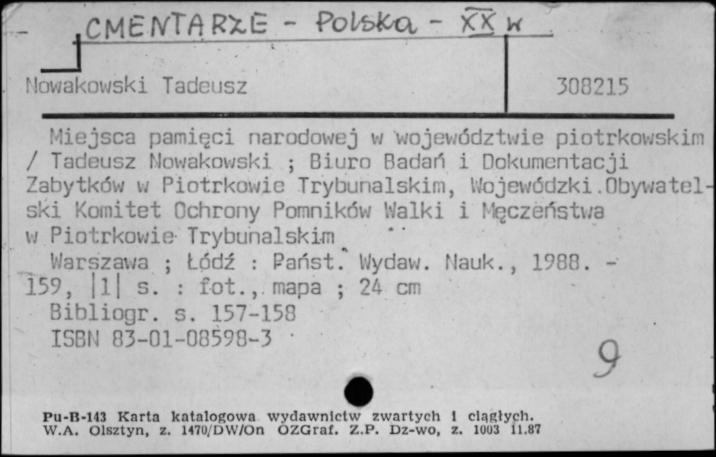 CMENTARZE - Polska - XX w
Nowakowski Tadeusz 308215
Miejsca pamięci narodowej w województwie piotrkowskim
/ Tadeusz Nowakowski ; Biuro Badań i Dokumentacji
Zabytków w Piotrkowie Trybunalskim, Wojewódzki Obywatel-
ski Komitet Ochrony Pomników Walki i Męczeństwa
w Piotrkowie Trybunalskim
Warszawa ; Łódź : Państ. Wydaw. Nauk., 1988. -
159, |1| s. : fot., mapa ; 24 cm
Bibliogr. s. 157-158
ISBN 83-01-08598-3
9
Pu-B-143 Karta katalogowa wydawnictw zwartych i ciągłych.
W.A. Olsztyn, z. 1470/DW/On OZGraf. Z.P. Dz-wo, z. 1003 11.87